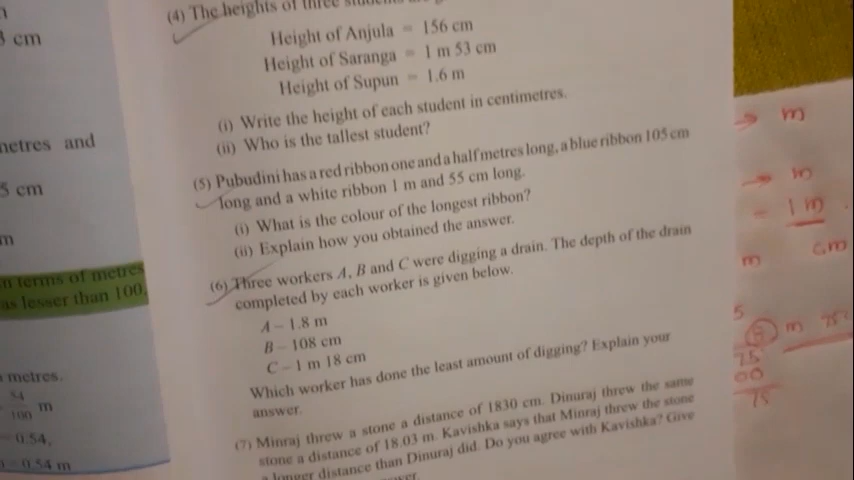 3 cm
metres and
5 cm
m
in terms of metres
as lesser than 100.
metres.
54
100 m
= 0.54,
= 0.54 m
(4) The heights of three
Height of Anjula = 156 cm
Height of Saranga = 1 m 53 cm
Height of Supun = 1.6 m
(i) Write the height of each student in centimetres.
(ii) Who is the tallest student?
(5) Pubudini has a red ribbon one and a half metres long, a blue ribbon 105 cm
long and a white ribbon 1 m and 55 cm long.
(i) What is the colour of the longest ribbon?
(ii) Explain how you obtained the answer.
(6) Three workers A, B and C were digging a drain. The depth of the drain
completed by each worker is given below.
A – 1.8 m
B – 108 cm
C – 1 m 18 cm
Which worker has done the least amount of digging? Explain your
answer.
(7) Minraj threw a stone a distance of 1830 cm. Dinuraj threw the same
stone a distance of 18.03 m. Kavishka says that Minraj threw the stone
a longer distance than Dinuraj did. Do you agree with Kavishka? Give
→ m
→ m
- 1 m
m cm
5
m 75
75
00
75